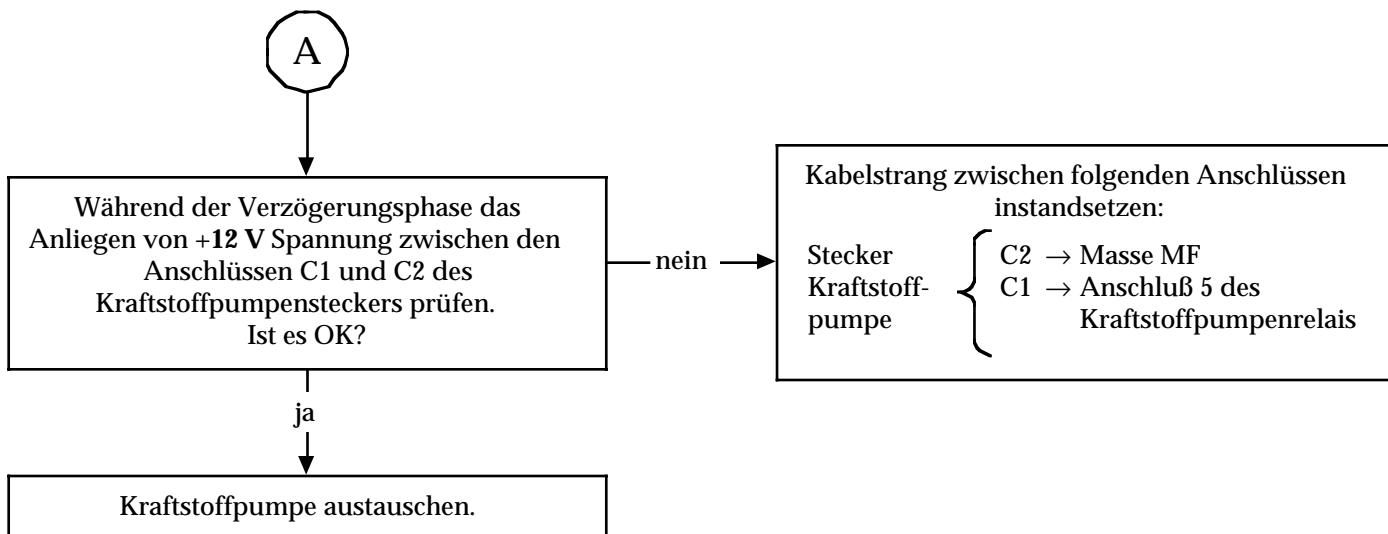 A
Während der Verzögerungsphase das
Anliegen von +12 V Spannung zwischen den
Anschlüssen C1 und C2 des
Kraftstoffpumpensteckers prüfen.
Ist es OK?
nein
Kabelstrang zwischen folgenden Anschlüssen
instandsetzen:
Stecker
Kraftstoff-
pumpe
C2 → Masse MF
C1 → Anschluß 5 des
Kraftstoffpumpenrelais
ja
Kraftstoffpumpe austauschen.